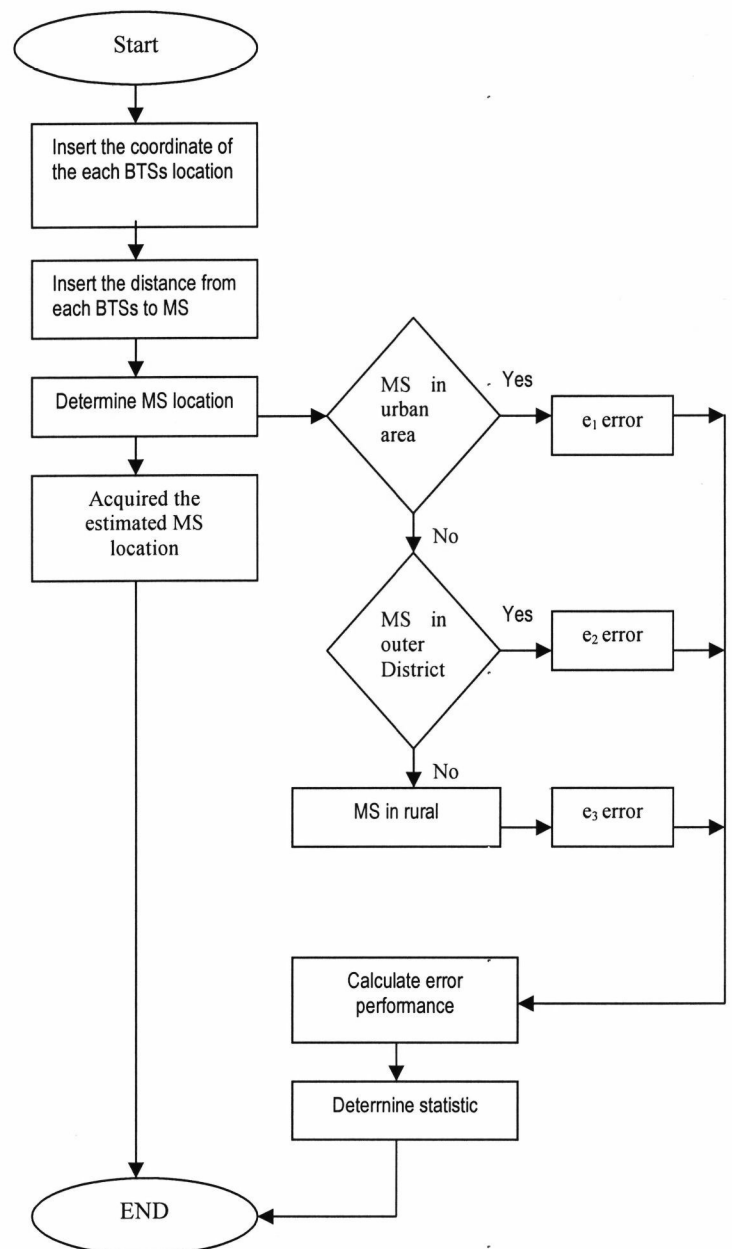 Start
Insert the coordinate of
the each BTSs location
Insert the distance from
each BTSs to MS
Determine MS location
Acquired the
estimated MS
location
MS in
urban
area
Yes
e₁ error
No
MS in
outer
District
Yes
e₂ error
No
MS in rural
e₃ error
Calculate error
performance
Deterrnine statistic
END